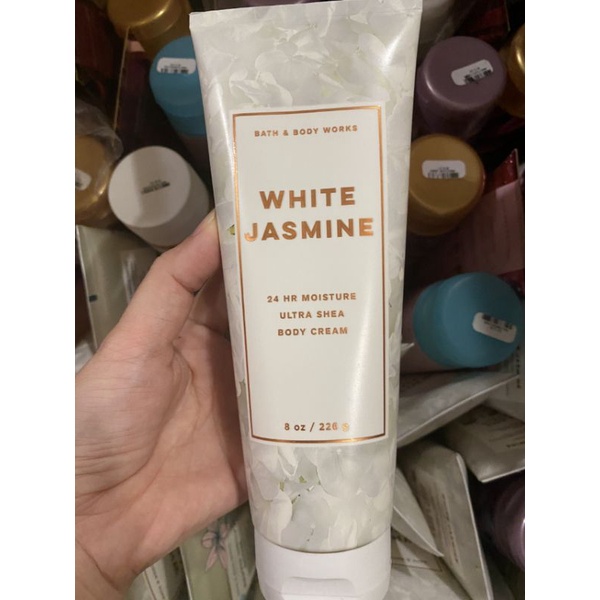 BATH & BODY WORKS
WHITE
JASMINE
24 HR MOISTURE
ULTRA SHEA
BODY CREAM
8 oz / 226 g